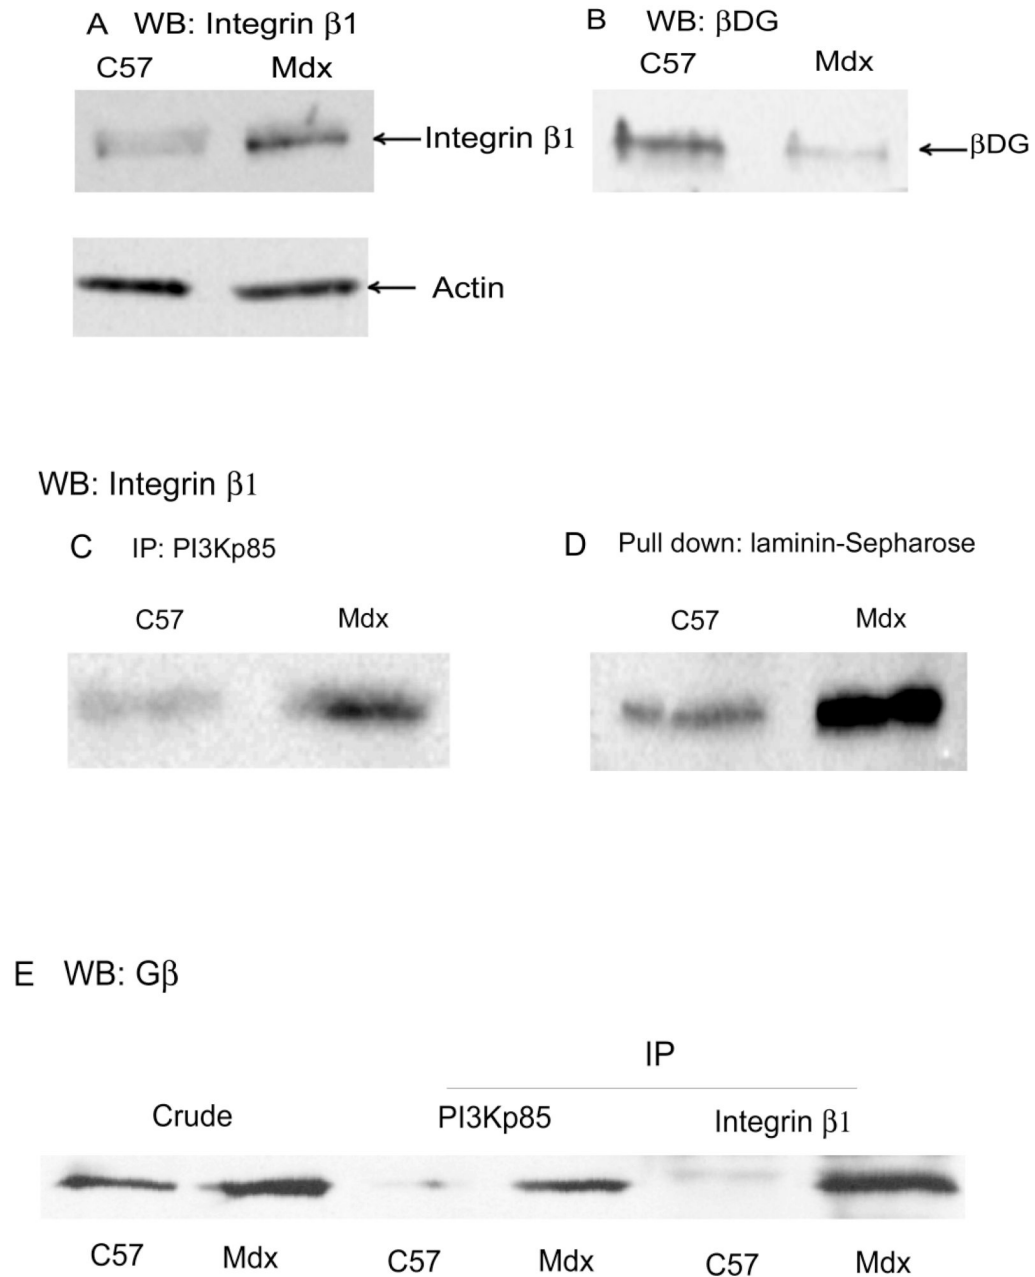 A WB: Integrin β1
C57 Mdx
Integrin β1
Actin
B WB: βDG
C57 Mdx
βDG
WB: Integrin β1
C IP: PI3Kp85
C57 Mdx
D Pull down: laminin-Sepharose
C57 Mdx
E WB: Gβ
IP
Crude PI3Kp85 Integrin β1
C57 Mdx C57 Mdx C57 Mdx